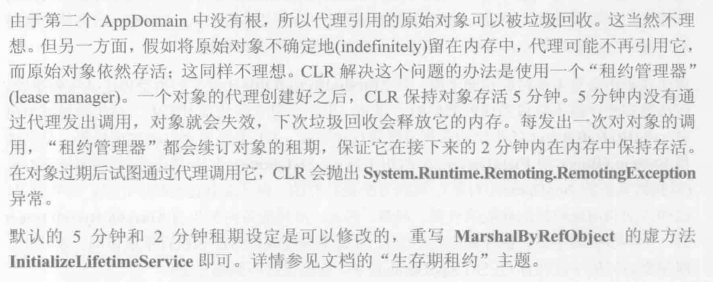 由于第二个 AppDomain 中没有根，所以代理引用的原始对象可以被垃圾回收。这当然不理
想。但另一方面，假如将原始对象不确定地(indefinitely)留在内存中，代理可能不再引用它，
而原始对象依然存活；这同样不理想。CLR 解决这个问题的办法是使用一个“租约管理器”
(lease manager)。一个对象的代理创建好之后，CLR 保持对象存活 5 分钟。5 分钟内没有通
过代理发出调用，对象就会失效，下次垃圾回收会释放它的内存。每发出一次对对象的调
用，“租约管理器”都会续订对象的租期，保证它在接下来的 2 分钟内在内存中保持存活。
在对象过期后试图通过代理调用它，CLR 会抛出 System.Runtime.Remoting.RemotingException
异常。
默认的 5 分钟和 2 分钟租期设定是可以修改的，重写 MarshalByRefObject 的虚方法
InitializeLifetimeService 即可。详情参见文档的“生存期租约”主题。